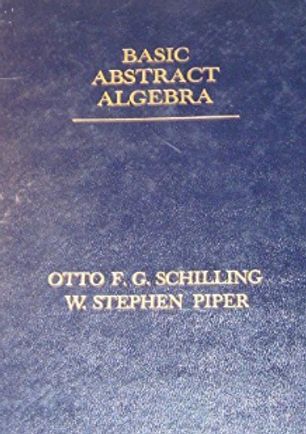 BASIC
ABSTRACT
ALGEBRA
OTTO F. G. SCHILLING
W. STEPHEN PIPER